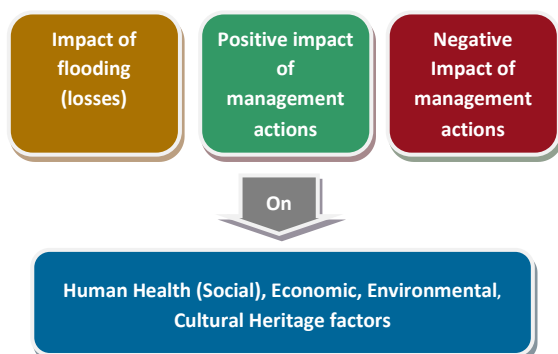 Impact of
flooding
(losses)
Positive impact
of
management
actions
Negative
Impact of
management
actions
On
Human Health (Social), Economic, Environmental,
Cultural Heritage factors